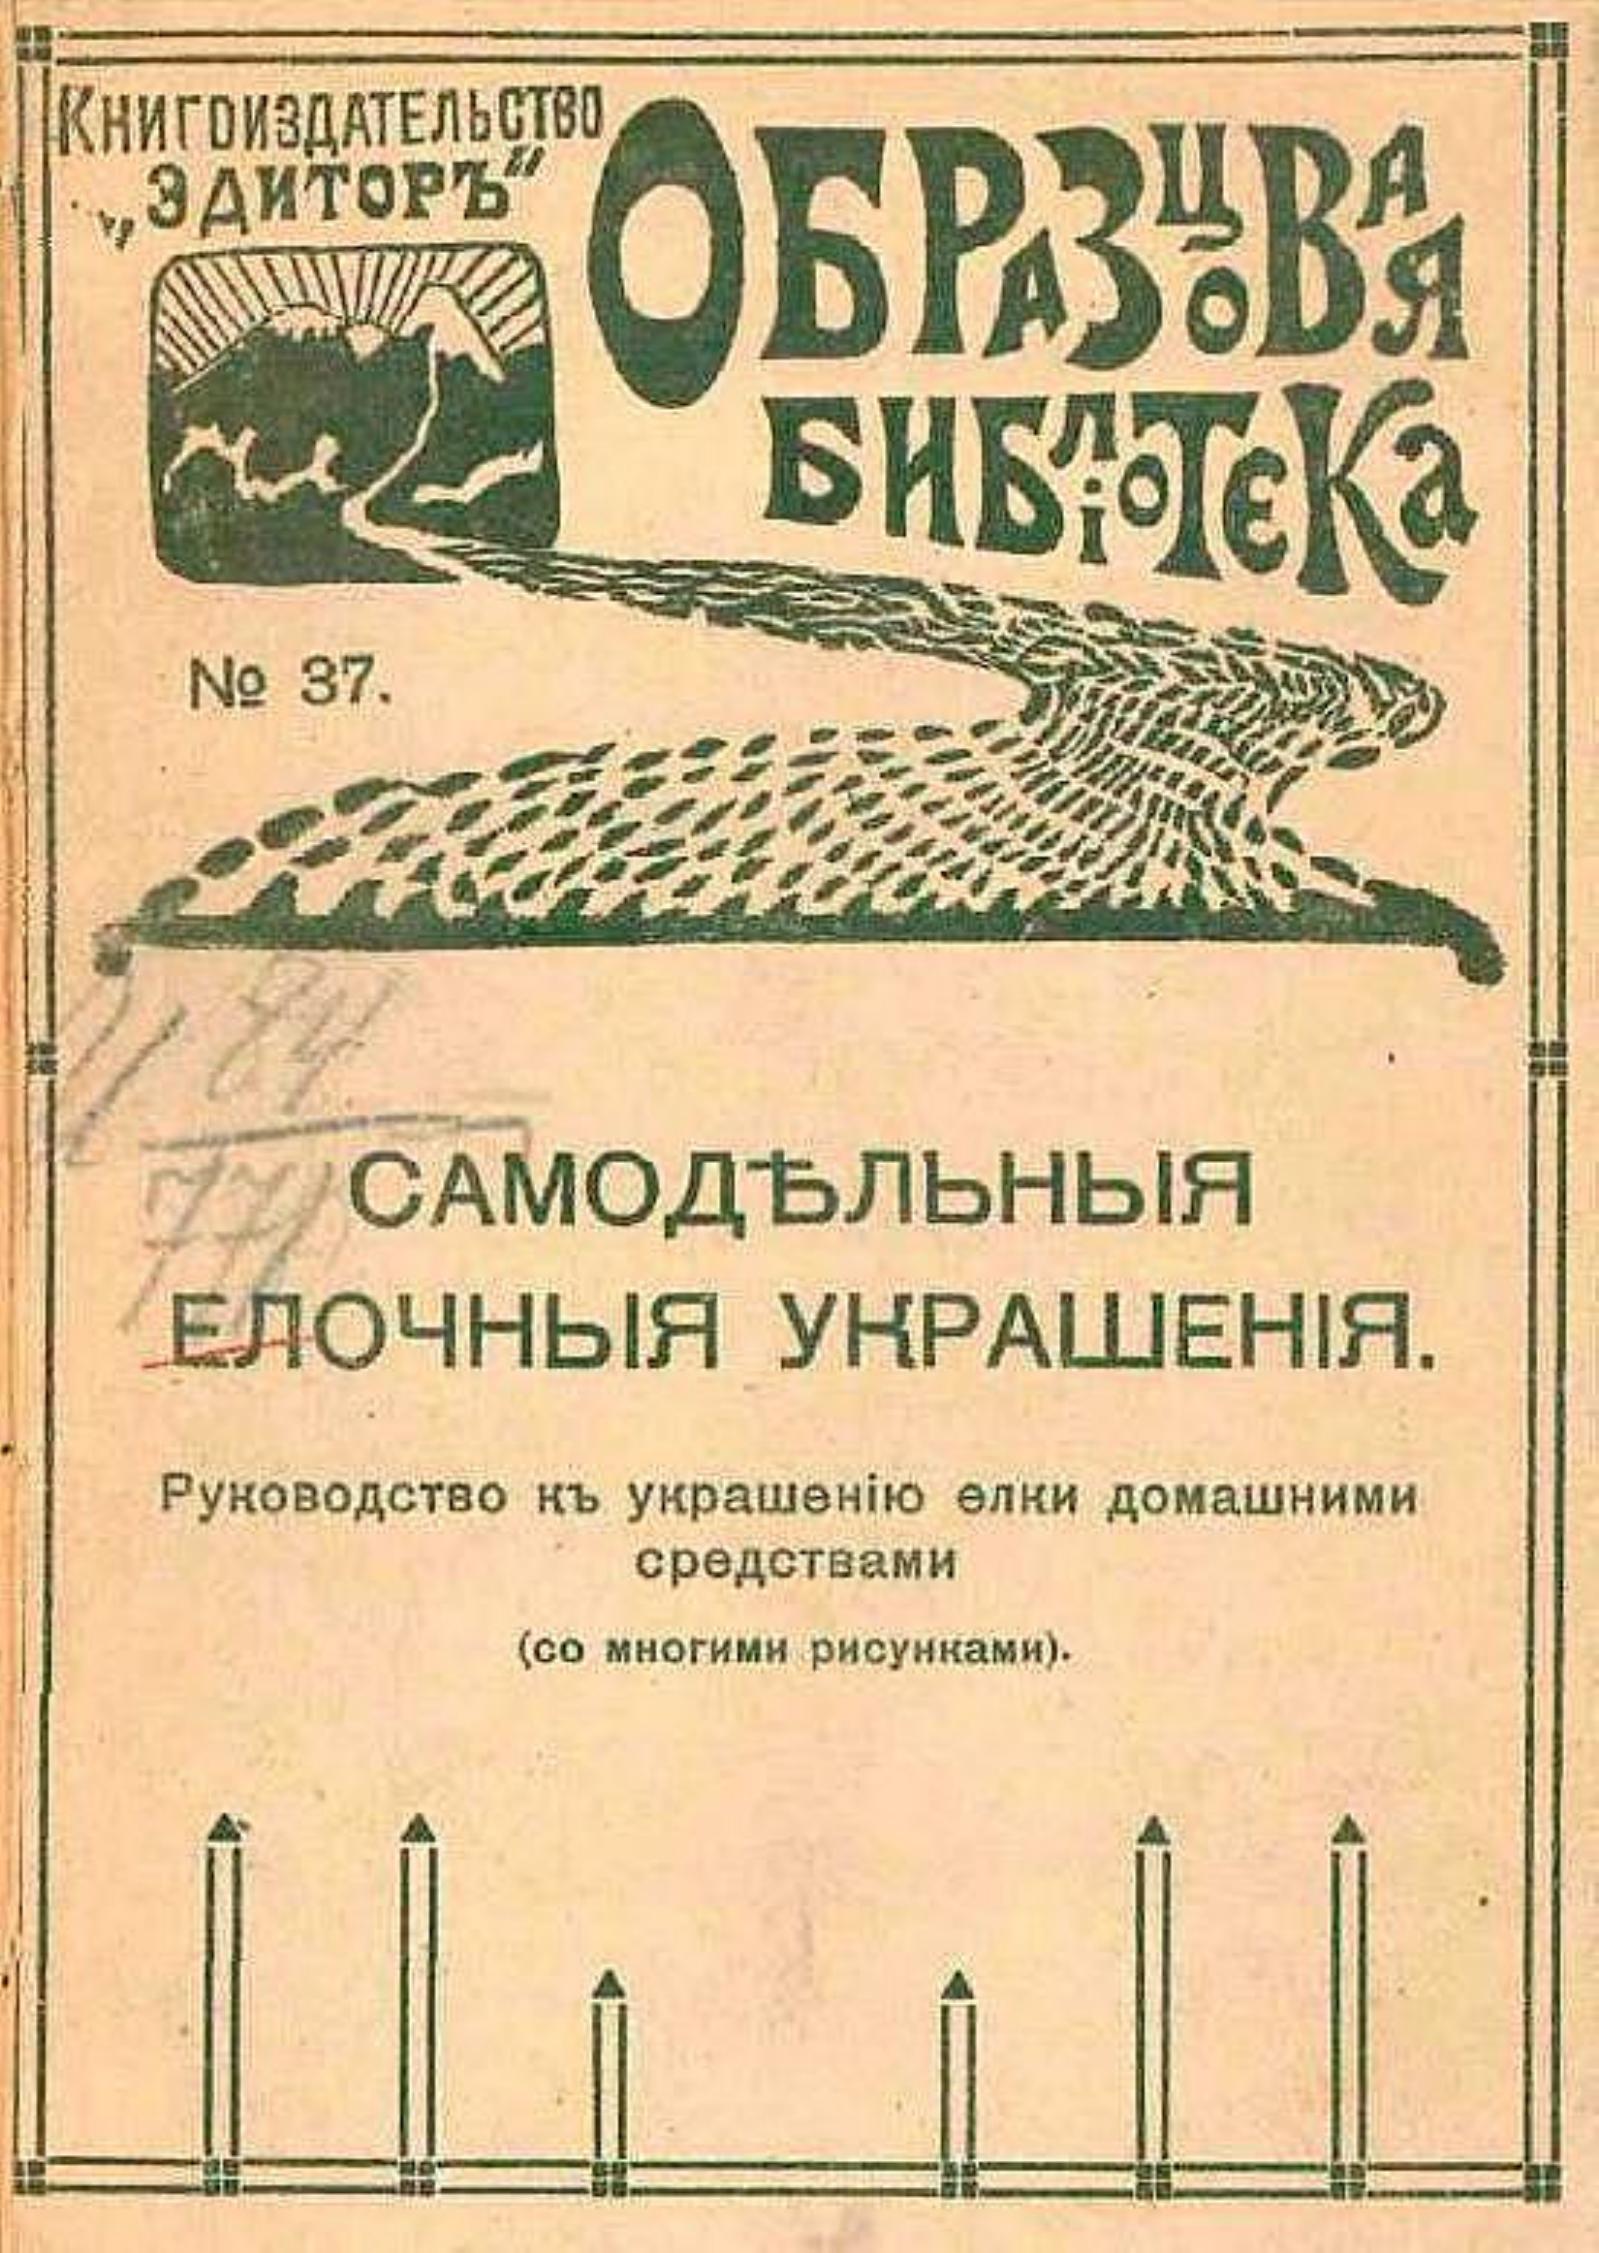 Книгоиздательство
„Эдиторъ“
Образцовая
Библіотека
№ 37.
САМОДѢЛЬНЫЯ
ЕЛОЧНЫЯ УКРАШЕНІЯ.
Руководство къ украшенію елки домашними
средствами
(со многими рисунками).